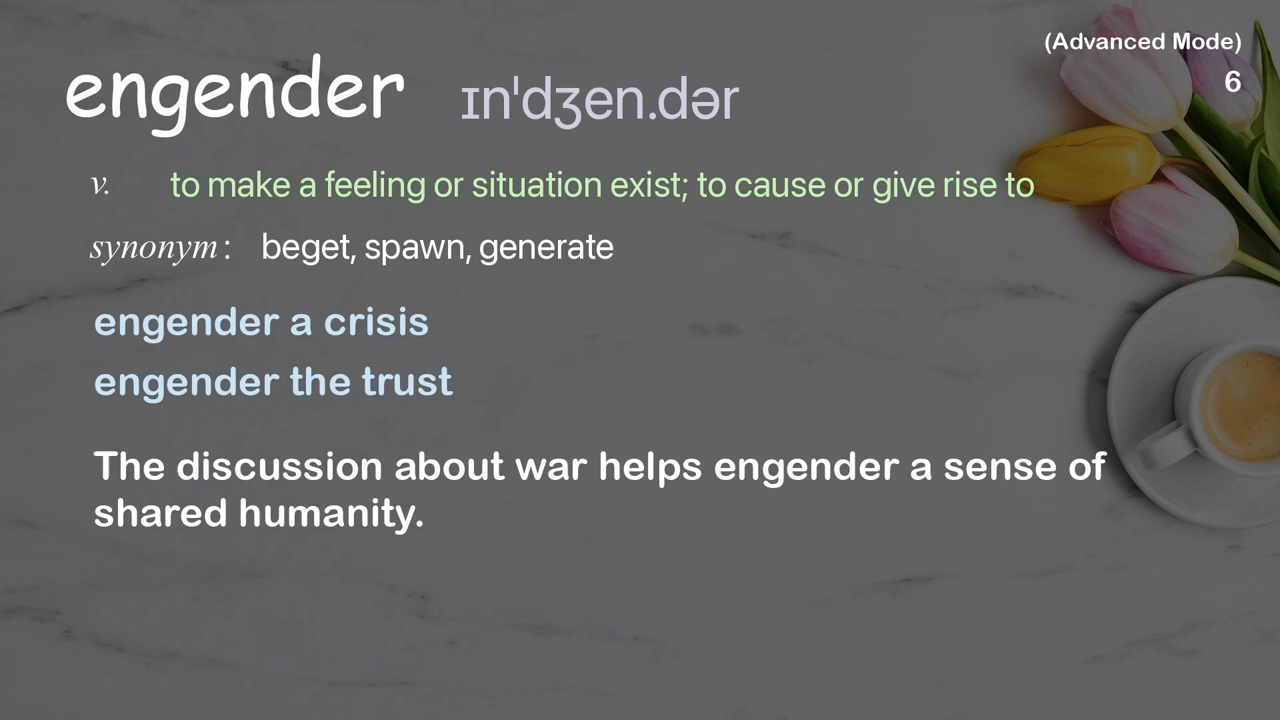 (Advanced Mode)
6
engender ɪnˈdʒen.dər
v. to make a feeling or situation exist; to cause or give rise to
synonym: beget, spawn, generate
engender a crisis
engender the trust
The discussion about war helps engender a sense of
shared humanity.